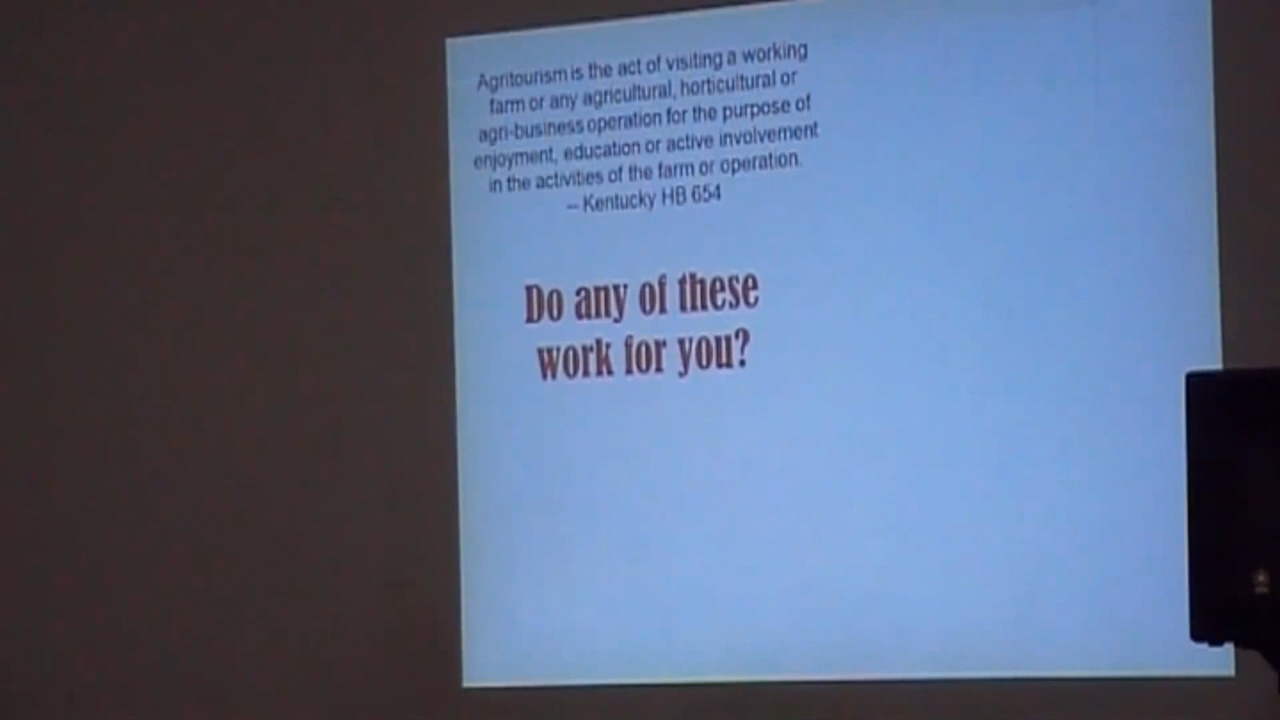 Agritourism is the act of visiting a working
farm or any agricultural, horticultural or
agri-business operation for the purpose of
enjoyment, education or active involvement
in the activities of the farm or operation.
– Kentucky HB 654
Do any of these
work for you?